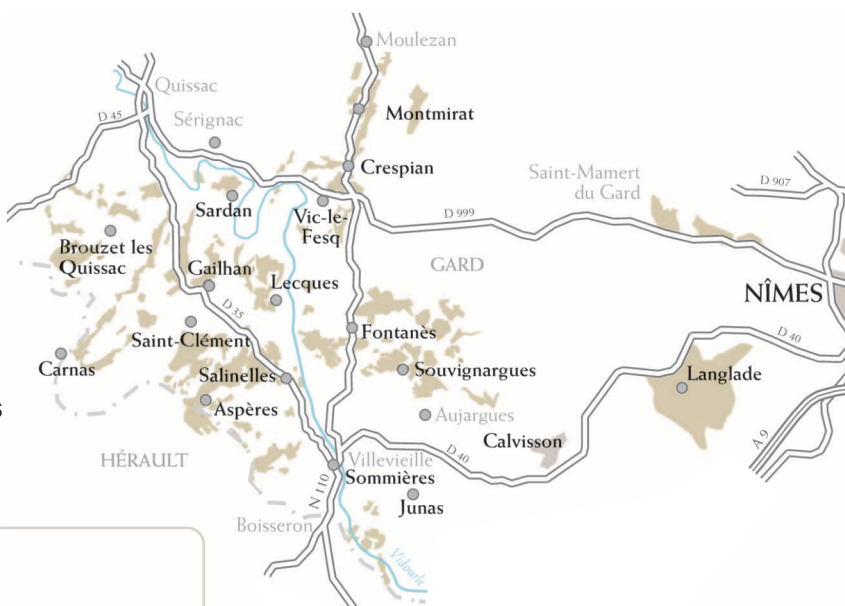 Moulezan
Quissac
Montmirat
D 45
Sérignac
Crespian
Saint-Mamert
du Gard
D 907
Sardan
Vic-le-
Fesq
D 999
Brouzet les
Quissac
Gailhan
GARD
Lecques
NÎMES
D 35
Saint-Clément
Fontanès
D 40
Carnas
Salinelles
Souvignargues
Langlade
Aspères
Aujargues
S
Calvisson
A 9
HÉRAULT
Villevieille
D 40
Sommières
N 110
Junas
Boisseron
Vidourle